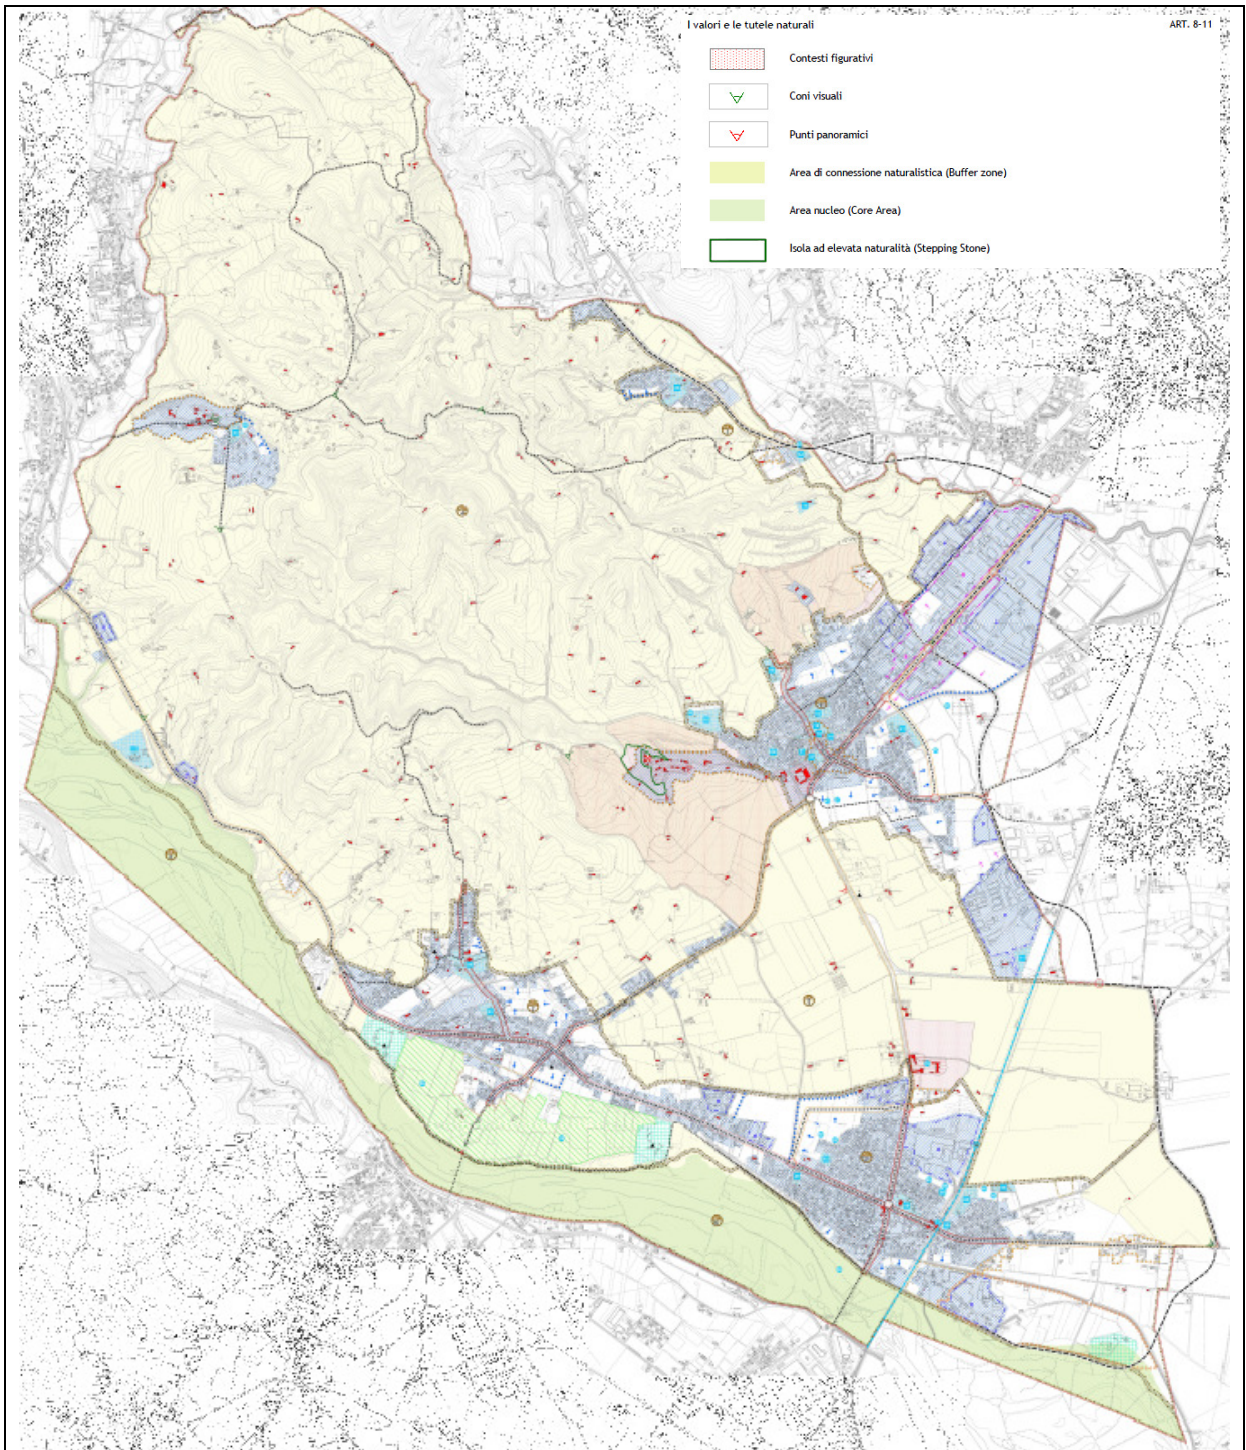 I valori e le tutele naturali ART. 8-11
Contesti figurativi
Coni visuali
Punti panoramici
Area di connessione naturalistica (Buffer zone)
Area nucleo (Core Area)
Isola ad elevata naturalità (Stepping Stone)